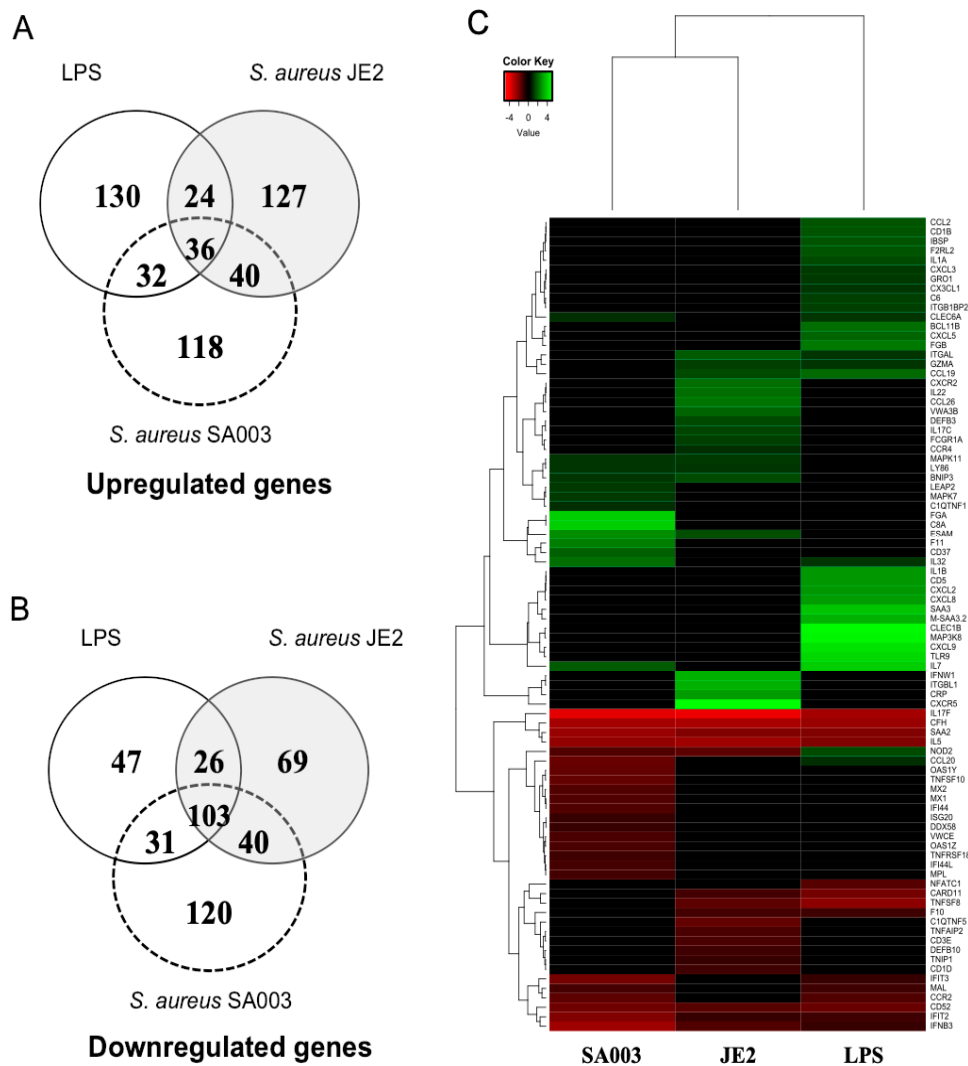 A
LPS
S. aureus JE2
130
24
127
36
32
40
118
S. aureus SA003
Upregulated genes
B
LPS
S. aureus JE2
47
26
69
103
31
40
120
S. aureus SA003
Downregulated genes
C
Color Key
-4 0 4
Value
CCL2
CD1B
IBSP
F2RL2
IL1A
CXCL3
GRO1
CX3CL1
C6
ITGB1BP2
CLEC6A
BCL11B
CXCL5
FGB
ITGAL
GZMA
CCL19
CXCR2
IL22
CCL26
VWA3B
DEFB3
IL17C
FCGR1A
CCR4
MAPK11
LY86
BNIP3
LEAP2
MAPK7
C1QTNF1
FGA
C8A
ESAM
F11
CD37
IL32
IL1B
CD5
CXCL2
CXCL8
SAA3
M-SAA3.2
CLEC1B
MAP3K8
CXCL9
TLR9
IL7
IFNW1
ITGBL1
CRP
CXCR5
IL17F
CFH
SAA2
IL5
NOD2
CCL20
OAS1Y
TNFSF10
MX2
MX1
IFI44
ISG20
DDX58
VWCE
OAS1Z
TNFRSF18
IFI44L
MPL
NFATC1
CARD11
TNFSF8
F10
C1QTNF5
TNFAIP2
CD3E
DEFB10
TNIP1
CD1D
IFIT3
MAL
CCR2
CD52
IFIT2
IFNB3
SA003 JE2 LPS